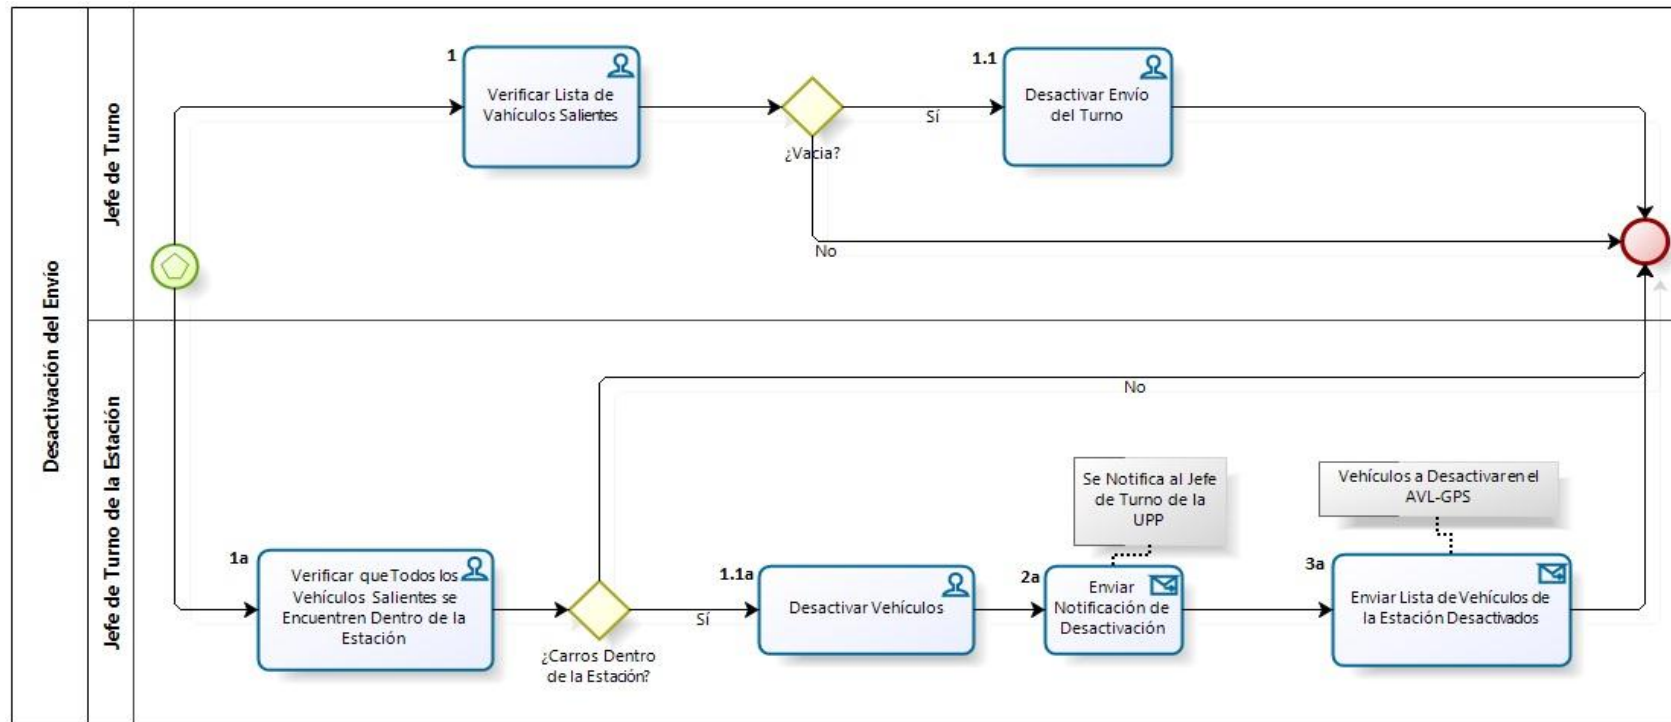 Desactivación del Envío
Jefe de Turno
1
Verificar Lista de
Vahículos Salientes
¿Vacia?
Sí
No
1.1
Desactivar Envío
del Turno
Jefe de Turno de la Estación
1a
Verificar que Todos los
Vehículos Salientes se
Encuentren Dentro de la
Estación
¿Carros Dentro
de la Estación?
No
Sí
1.1a
Desactivar Vehículos
Se Notifica al Jefe
de Turno de la
UPP
2a
Enviar
Notificación de
Desactivación
Vehículos a Desactivar en el
AVL-GPS
3a
Enviar Lista de Vehículos de
la Estación Desactivados